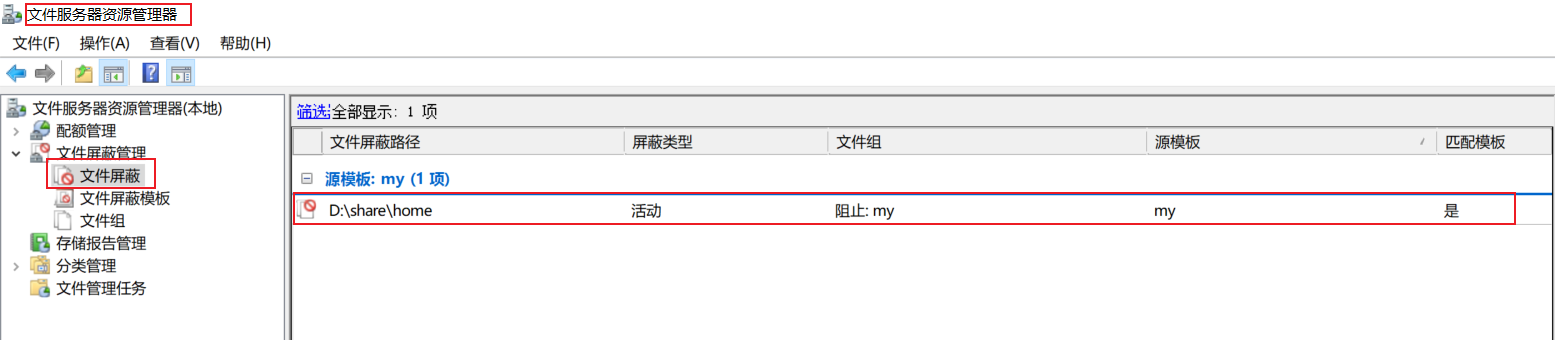 文件服务器资源管理器
文件(F) 操作(A) 查看(V) 帮助(H)
文件服务器资源管理器(本地)
配额管理
文件屏蔽管理
文件屏蔽
文件屏蔽模板
文件组
存储报告管理
分类管理
文件管理任务
筛选:全部显示: 1 项
文件屏蔽路径 屏蔽类型 文件组 源模板 匹配模板
源模板: my (1 项)
D:\share\home 活动 阻止: my my 是